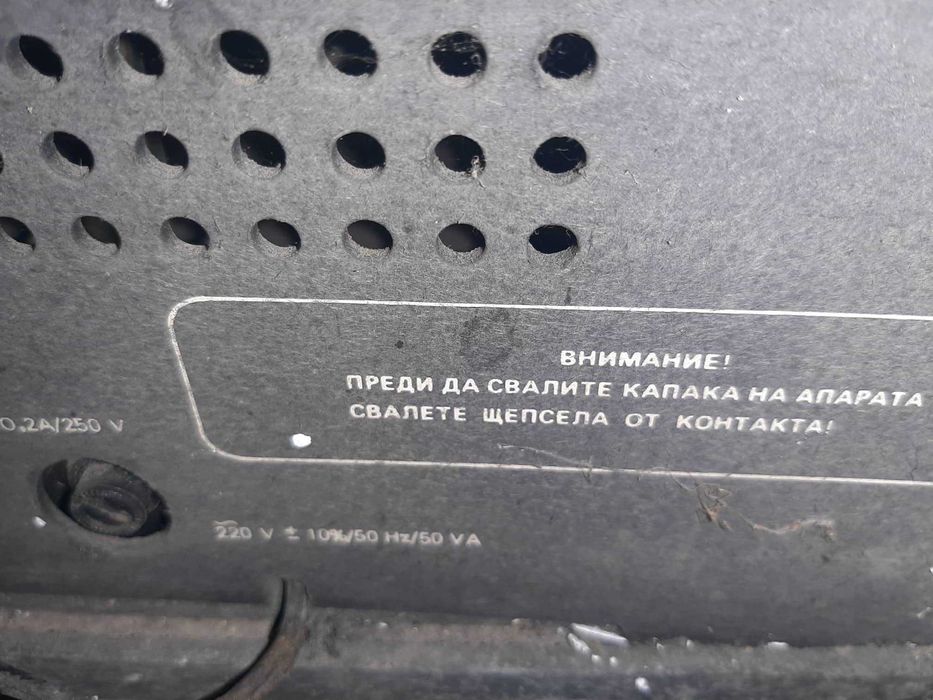 ВНИМАНИЕ!
ПРЕДИ ДА СВАЛИТЕ КАПАКА НА АПАРАТА
СВАЛЕТЕ ЩЕПСЕЛА ОТ КОНТАКТА!
0,2A/250 V
~220 V ± 10%/50 Hz/50 VA